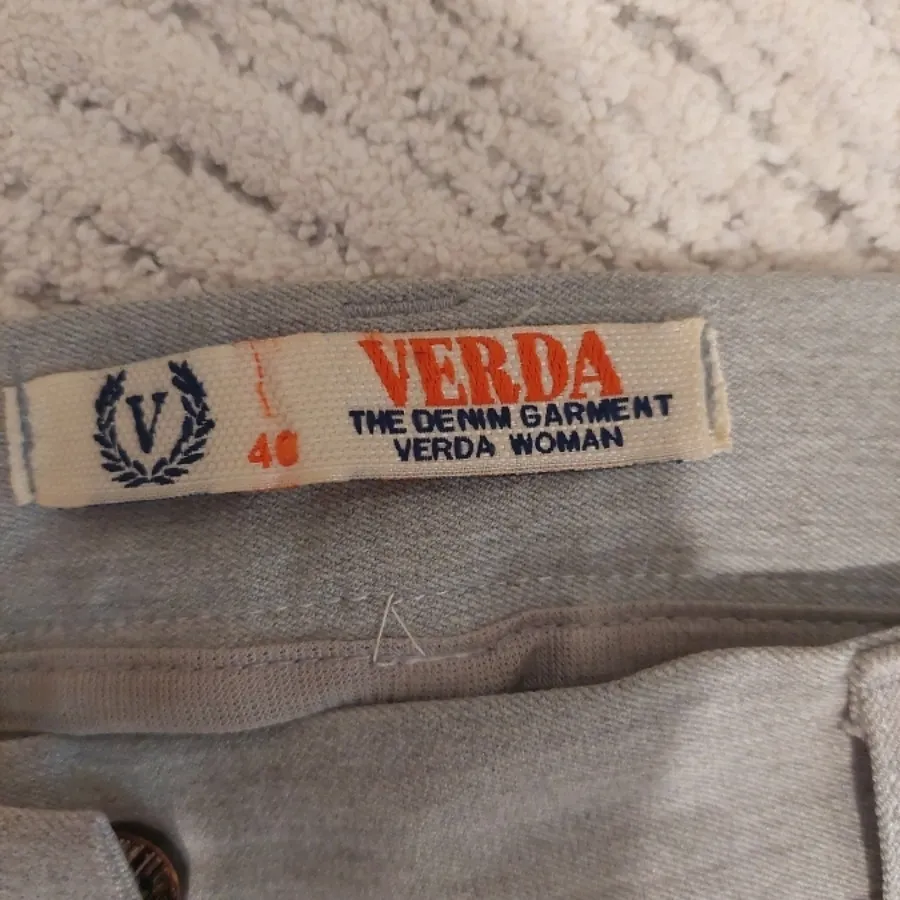 V
40
VERDA
THE DENIM GARMENT
VERDA WOMAN